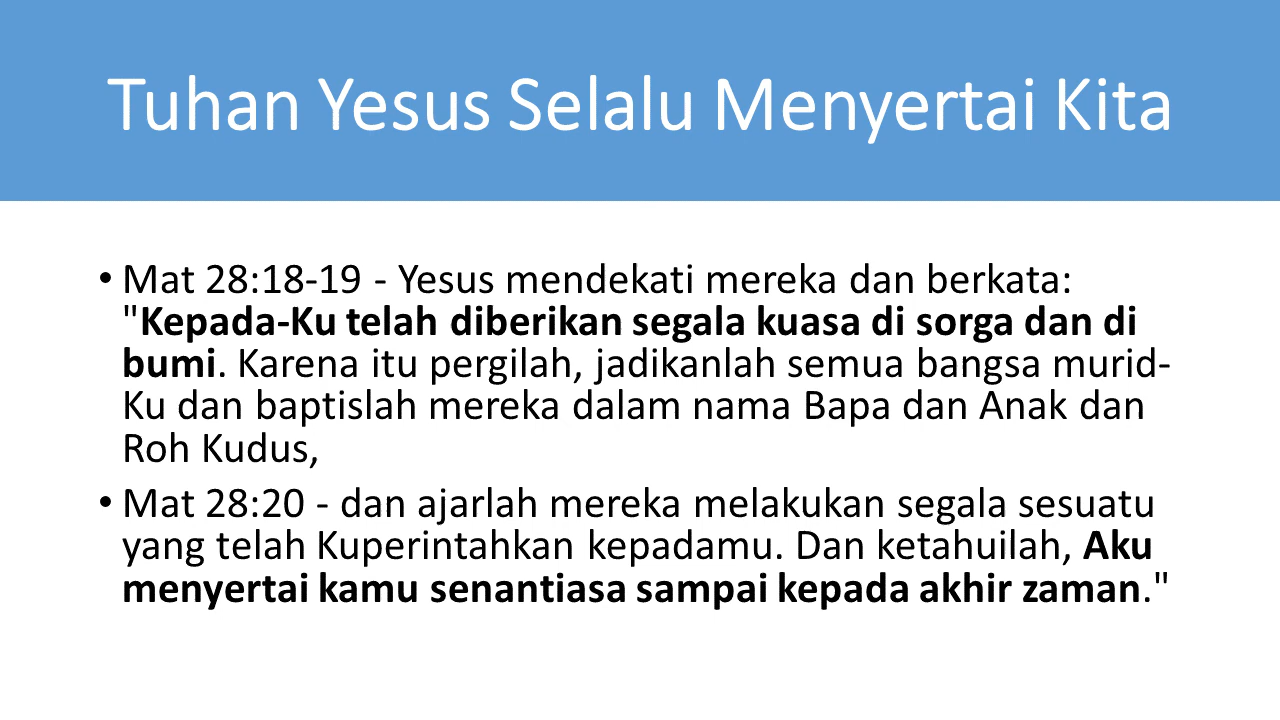 Tuhan Yesus Selalu Menyertai Kita
• Mat 28:18-19 - Yesus mendekati mereka dan berkata:
"Kepada-Ku telah diberikan segala kuasa di sorga dan di
bumi. Karena itu pergilah, jadikanlah semua bangsa murid-
Ku dan baptislah mereka dalam nama Bapa dan Anak dan
Roh Kudus,
• Mat 28:20 - dan ajarlah mereka melakukan segala sesuatu
yang telah Kuperintahkan kepadamu. Dan ketahuilah, Aku
menyertai kamu senantiasa sampai kepada akhir zaman."